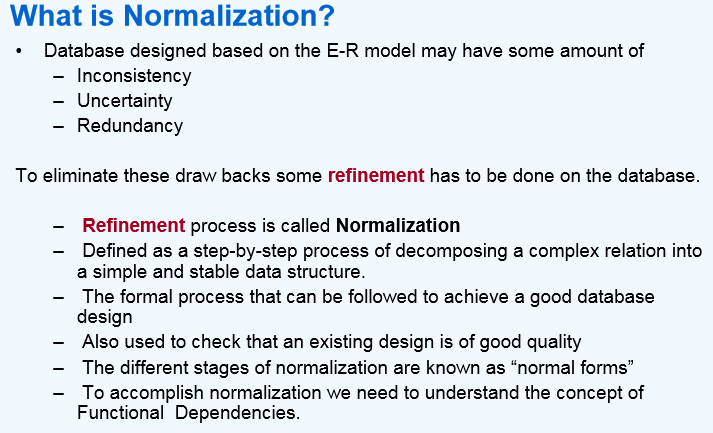 What is Normalization?
• Database designed based on the E-R model may have some amount of
– Inconsistency
– Uncertainty
– Redundancy
To eliminate these draw backs some refinement has to be done on the database.
– Refinement process is called Normalization
– Defined as a step-by-step process of decomposing a complex relation into
a simple and stable data structure.
– The formal process that can be followed to achieve a good database
design
– Also used to check that an existing design is of good quality
– The different stages of normalization are known as “normal forms”
– To accomplish normalization we need to understand the concept of
Functional Dependencies.